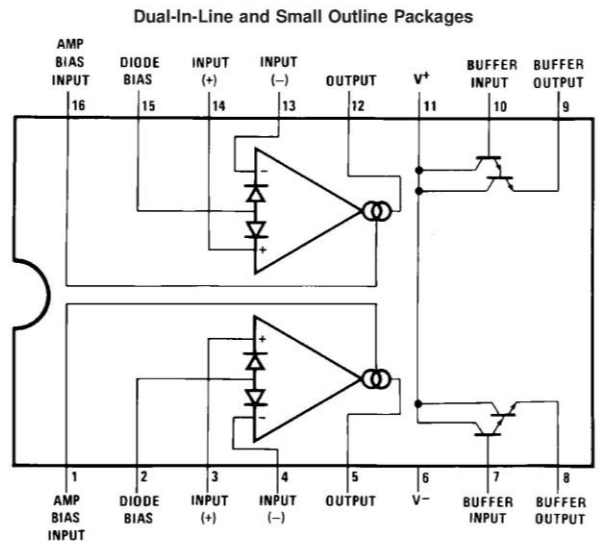 Dual-In-Line and Small Outline Packages
AMP
BIAS
INPUT
16
DIODE
BIAS
15
INPUT
(+)
14
INPUT
(−)
13
OUTPUT
12
V+
11
BUFFER
INPUT
10
BUFFER
OUTPUT
9
−
+
+
−
1
AMP
BIAS
INPUT
2
DIODE
BIAS
3
INPUT
(+)
4
INPUT
(−)
5
OUTPUT
6
V−
7
BUFFER
INPUT
8
BUFFER
OUTPUT